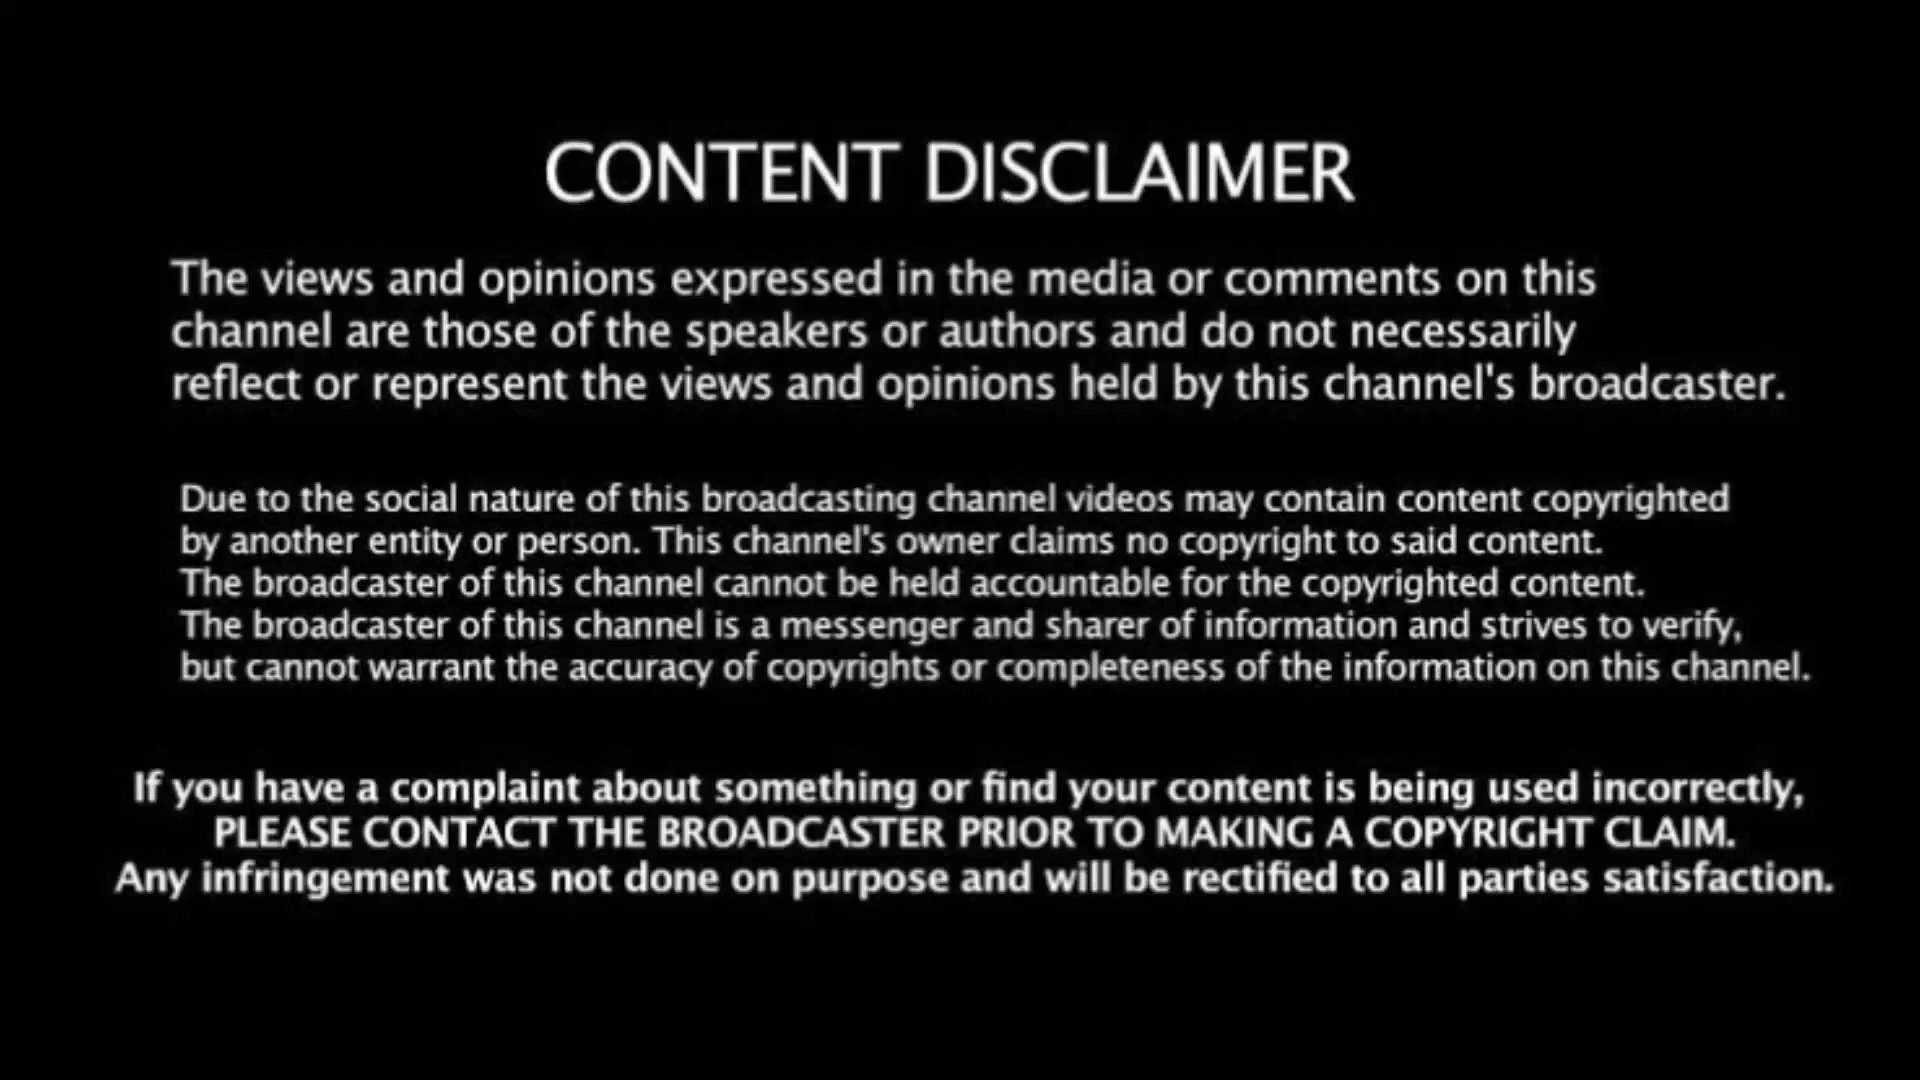 CONTENT DISCLAIMER
The views and opinions expressed in the media or comments on this
channel are those of the speakers or authors and do not necessarily
reflect or represent the views and opinions held by this channel's broadcaster.
Due to the social nature of this broadcasting channel videos may contain content copyrighted
by another entity or person. This channel's owner claims no copyright to said content.
The broadcaster of this channel cannot be held accountable for the copyrighted content.
The broadcaster of this channel is a messenger and sharer of information and strives to verify,
but cannot warrant the accuracy of copyrights or completeness of the information on this channel.
If you have a complaint about something or find your content is being used incorrectly,
PLEASE CONTACT THE BROADCASTER PRIOR TO MAKING A COPYRIGHT CLAIM.
Any infringement was not done on purpose and will be rectified to all parties satisfaction.